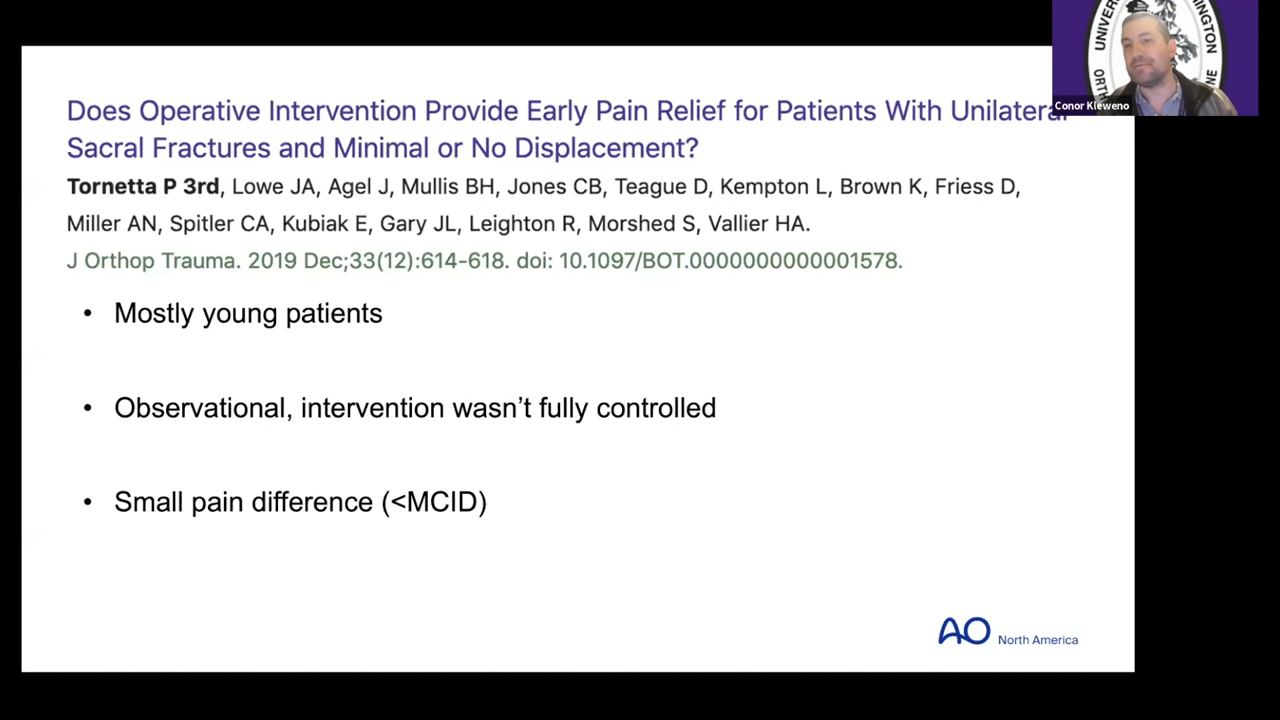 Does Operative Intervention Provide Early Pain Relief for Patients With Unilateral
Sacral Fractures and Minimal or No Displacement?
Tornetta P 3rd, Lowe JA, Agel J, Mullis BH, Jones CB, Teague D, Kempton L, Brown K, Friess D,
Miller AN, Spitler CA, Kubiak E, Gary JL, Leighton R, Morshed S, Vallier HA.
J Orthop Trauma. 2019 Dec;33(12):614-618. doi: 10.1097/BOT.0000000000001578.
• Mostly young patients
• Observational, intervention wasn’t fully controlled
• Small pain difference (<MCID)
AO North America
Conor Kleweno